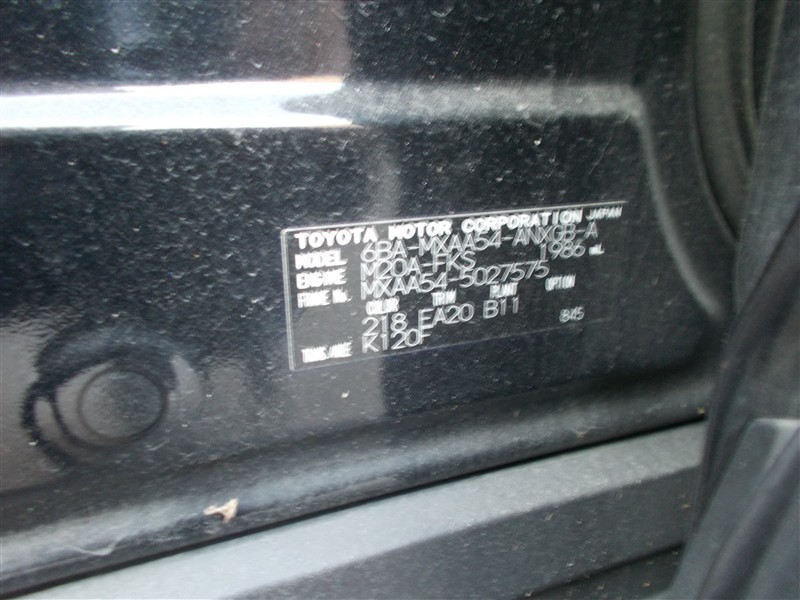 TOYOTA MOTOR CORPORATION JAPAN
MODEL 6BA-MXAA54-ANXGB-A
ENGINE M20A-FKS 1986 mL
FRAME No. MXAA54-5027575
COLOR TRIM PLANT OPTION
218 EA20 B11 845
TRANS/AXLE K120F